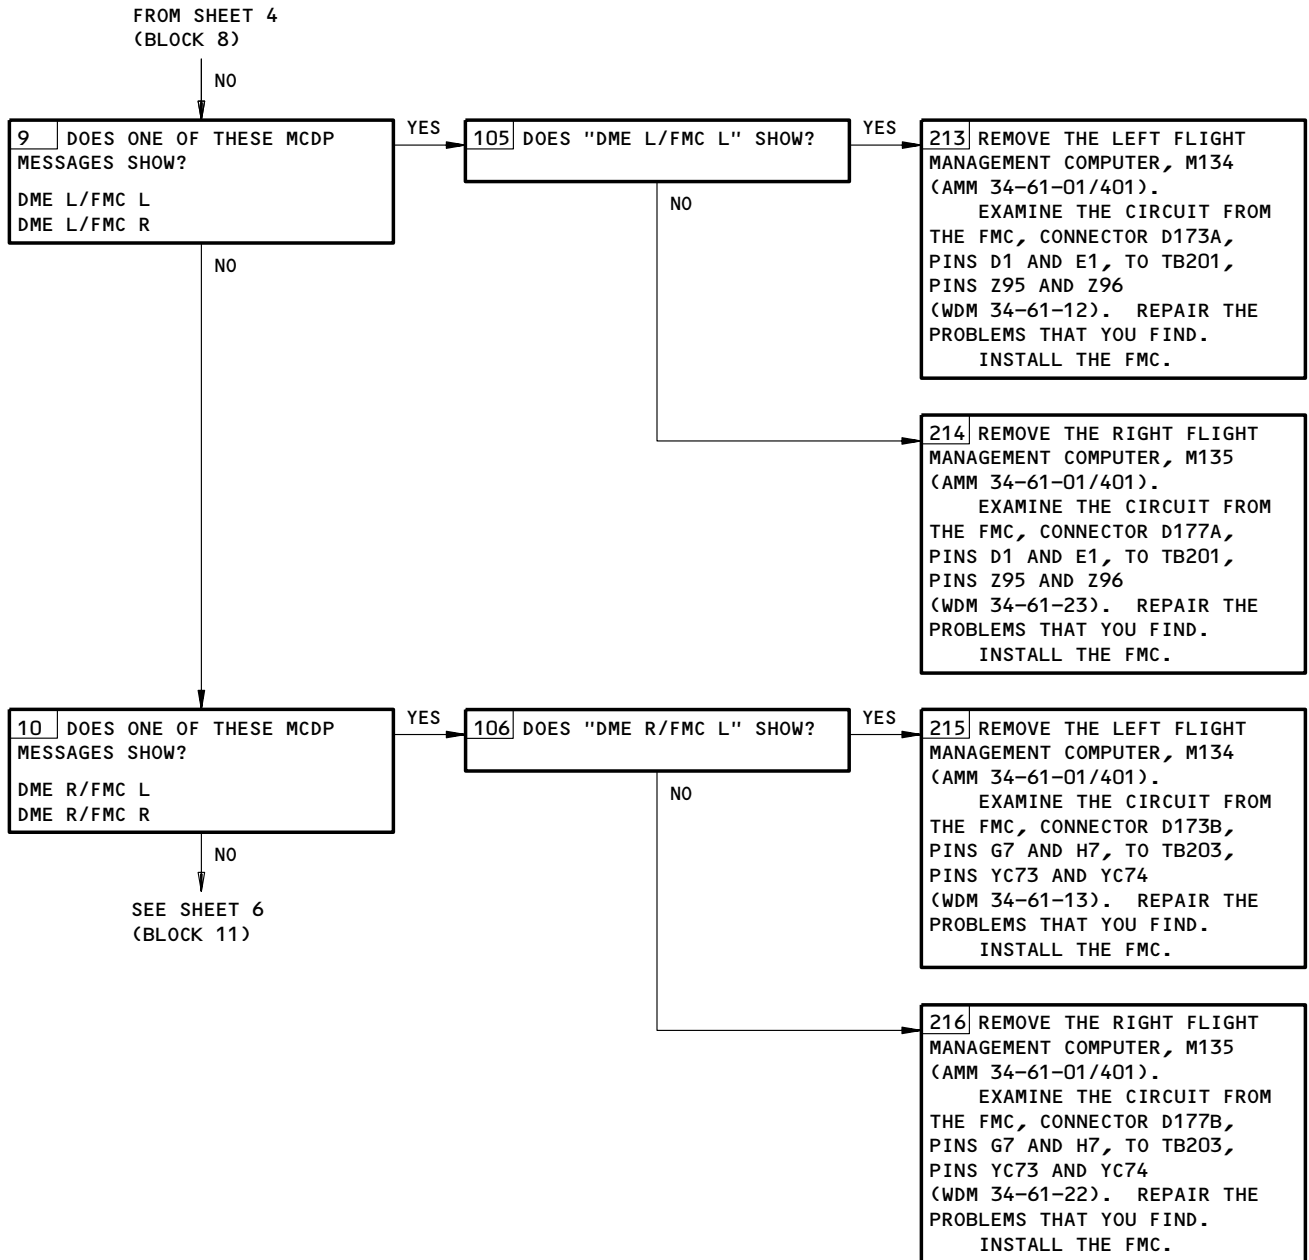 FROM SHEET 4
(BLOCK 8)
NO
9 DOES ONE OF THESE MCDP
MESSAGES SHOW?
DME L/FMC L
DME L/FMC R
YES
105 DOES "DME L/FMC L" SHOW?
YES
213 REMOVE THE LEFT FLIGHT
MANAGEMENT COMPUTER, M134
(AMM 34-61-01/401).
EXAMINE THE CIRCUIT FROM
THE FMC, CONNECTOR D173A,
PINS D1 AND E1, TO TB201,
PINS Z95 AND Z96
(WDM 34-61-12). REPAIR THE
PROBLEMS THAT YOU FIND.
INSTALL THE FMC.
NO
NO
214 REMOVE THE RIGHT FLIGHT
MANAGEMENT COMPUTER, M135
(AMM 34-61-01/401).
EXAMINE THE CIRCUIT FROM
THE FMC, CONNECTOR D177A,
PINS D1 AND E1, TO TB201,
PINS Z95 AND Z96
(WDM 34-61-23). REPAIR THE
PROBLEMS THAT YOU FIND.
INSTALL THE FMC.
10 DOES ONE OF THESE MCDP
MESSAGES SHOW?
DME R/FMC L
DME R/FMC R
YES
106 DOES "DME R/FMC L" SHOW?
YES
215 REMOVE THE LEFT FLIGHT
MANAGEMENT COMPUTER, M134
(AMM 34-61-01/401).
EXAMINE THE CIRCUIT FROM
THE FMC, CONNECTOR D173B,
PINS G7 AND H7, TO TB203,
PINS YC73 AND YC74
(WDM 34-61-13). REPAIR THE
PROBLEMS THAT YOU FIND.
INSTALL THE FMC.
NO
NO
SEE SHEET 6
(BLOCK 11)
216 REMOVE THE RIGHT FLIGHT
MANAGEMENT COMPUTER, M135
(AMM 34-61-01/401).
EXAMINE THE CIRCUIT FROM
THE FMC, CONNECTOR D177B,
PINS G7 AND H7, TO TB203,
PINS YC73 AND YC74
(WDM 34-61-22). REPAIR THE
PROBLEMS THAT YOU FIND.
INSTALL THE FMC.